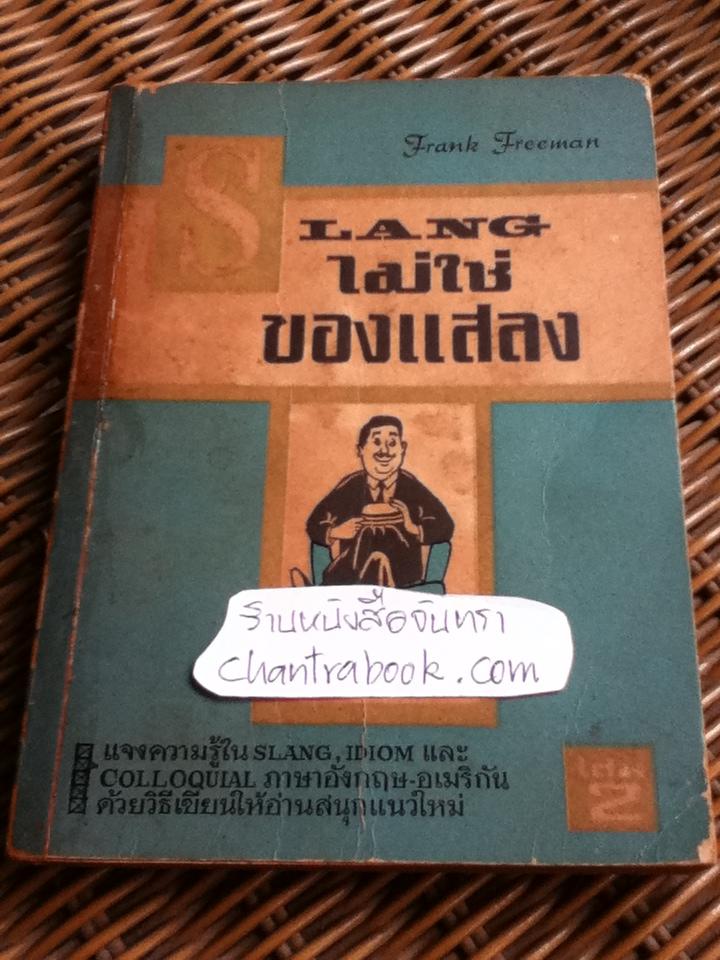 Frank Freeman
SLANG
ไม่ใช่
ของแสลง
ร้านหนังสือจันทรา
chantrabook.com
แจงความรู้ใน SLANG, IDIOM และ
COLLOQUIAL ภาษาอังกฤษ-อเมริกัน
ด้วยวิธีเขียนให้อ่านสนุกแนวใหม่
เล่ม
2